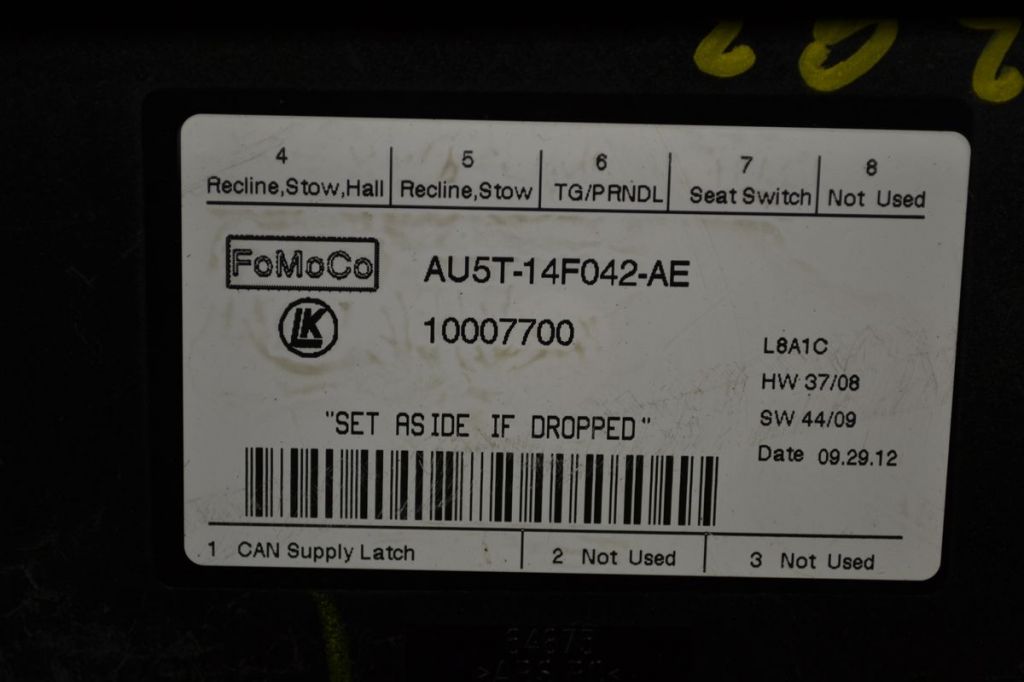 4 5 6 7 8
Recline,Stow,Hall Recline,Stow TG/PRNDL Seat Switch Not Used
FoMoCo AU5T-14F042-AE
LK 10007700
L8A1C
HW 37/08
SW 44/09
"SET ASIDE IF DROPPED"
Date 09.29.12
1 CAN Supply Latch 2 Not Used 3 Not Used